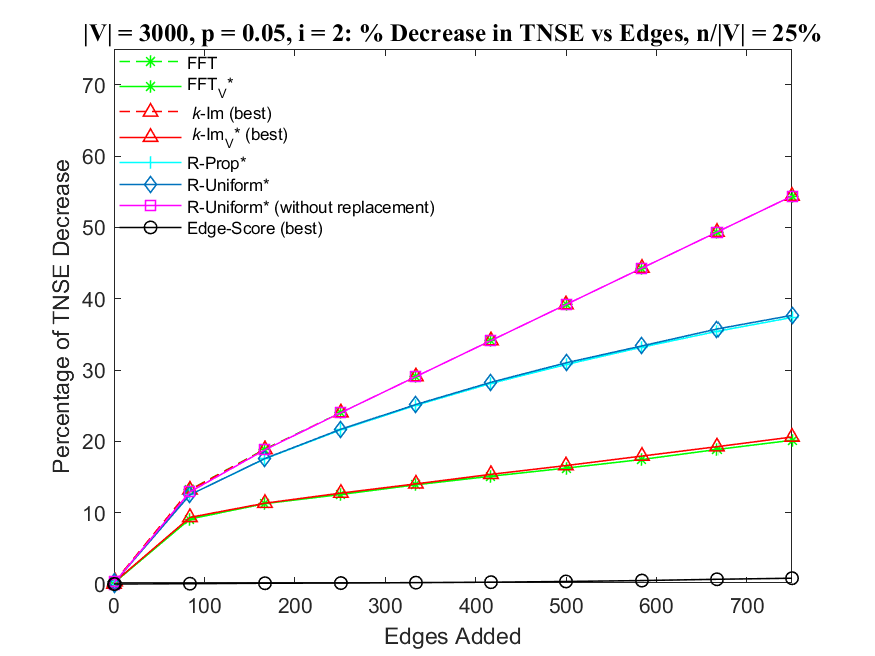 |V| = 3000, p = 0.05, i = 2: % Decrease in TNSE vs Edges, n/|V| = 25%
FFT
FFT_V*
k-Im (best)
k-Im_V* (best)
R-Prop*
R-Uniform*
R-Uniform* (without replacement)
Edge-Score (best)
Percentage of TNSE Decrease
70
60
50
40
30
20
10
0
0 100 200 300 400 500 600 700
Edges Added